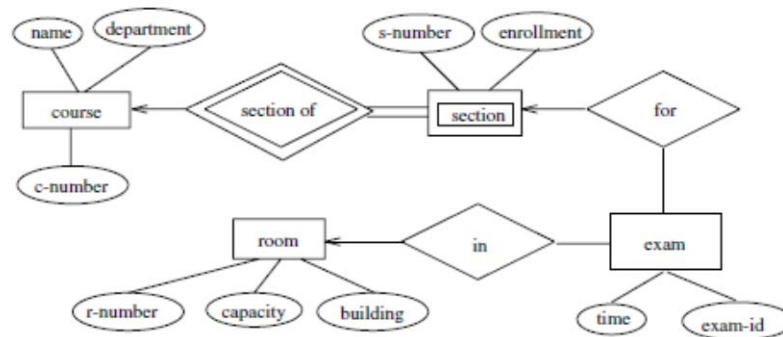 name
department
s-number
enrollment
course
section of
section
for
c-number
room
in
exam
r-number
capacity
building
time
exam-id